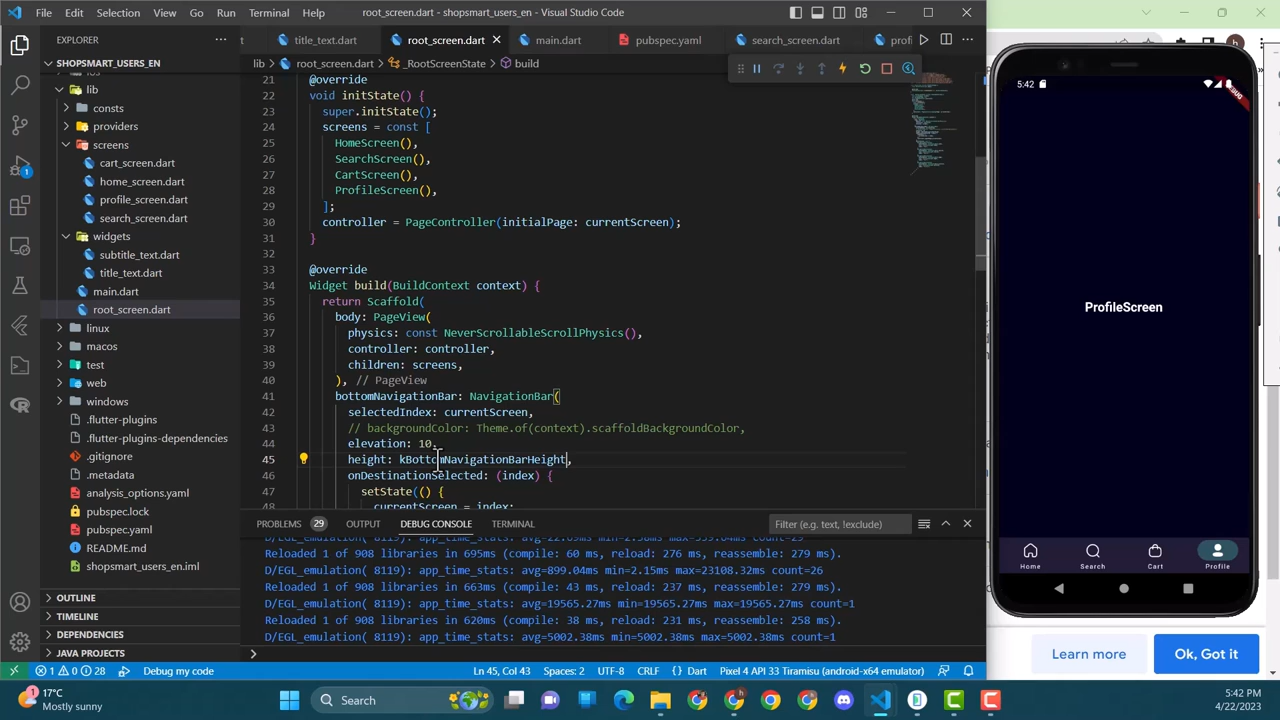 File Edit Selection View Go Run Terminal Help root_screen.dart - shopsmart_users_en - Visual Studio Code
EXPLORER
title_text.dart root_screen.dart main.dart pubspec.yaml search_screen.dart
SHOPSMART_USERS_EN
lib > root_screen.dart > _RootScreenState > build
lib
consts
providers
screens
cart_screen.dart
home_screen.dart
profile_screen.dart
search_screen.dart
widgets
subtitle_text.dart
title_text.dart
main.dart
root_screen.dart
linux
macos
test
web
windows
.flutter-plugins
.flutter-plugins-dependencies
.gitignore
.metadata
analysis_options.yaml
pubspec.lock
pubspec.yaml
README.md
shopsmart_users_en.iml
OUTLINE
TIMELINE
DEPENDENCIES
JAVA PROJECTS
21 @override
22 void initState() {
23 super.initState();
24 screens = const [
25 HomeScreen(),
26 SearchScreen(),
27 CartScreen(),
28 ProfileScreen(),
29 ];
30 controller = PageController(initialPage: currentScreen);
31 }
32
33 @override
34 Widget build(BuildContext context) {
35 return Scaffold(
36 body: PageView(
37 physics: const NeverScrollableScrollPhysics(),
38 controller: controller,
39 children: screens,
40 ), // PageView
41 bottomNavigationBar: NavigationBar(
42 selectedIndex: currentScreen,
43 // backgroundColor: Theme.of(context).scaffoldBackgroundColor,
44 elevation: 10,
45 height: kBottomNavigationBarHeight,
46 onDestinationSelected: (index) {
47 setState(() {
currentScreen = index;
PROBLEMS 29 OUTPUT DEBUG CONSOLE TERMINAL Filter (e.g. text, !exclude)
Reloaded 1 of 908 libraries in 695ms (compile: 60 ms, reload: 276 ms, reassemble: 279 ms).
D/EGL_emulation( 8119): app_time_stats: avg=899.04ms min=2.15ms max=23108.32ms count=26
Reloaded 1 of 908 libraries in 663ms (compile: 43 ms, reload: 237 ms, reassemble: 279 ms).
D/EGL_emulation( 8119): app_time_stats: avg=19565.27ms min=19565.27ms max=19565.27ms count=1
Reloaded 1 of 908 libraries in 620ms (compile: 38 ms, reload: 231 ms, reassemble: 258 ms).
D/EGL_emulation( 8119): app_time_stats: avg=5002.38ms min=5002.38ms max=5002.38ms count=1
1 0 28 Debug my code Ln 45, Col 43 Spaces: 2 UTF-8 CRLF {} Dart Pixel 4 API 33 Tiramisu (android-x64 emulator)
5:42
ProfileScreen
Home Search Cart Profile
Learn more Ok, Got it
17°C
Mostly sunny
Search
5:42 PM
4/22/2023